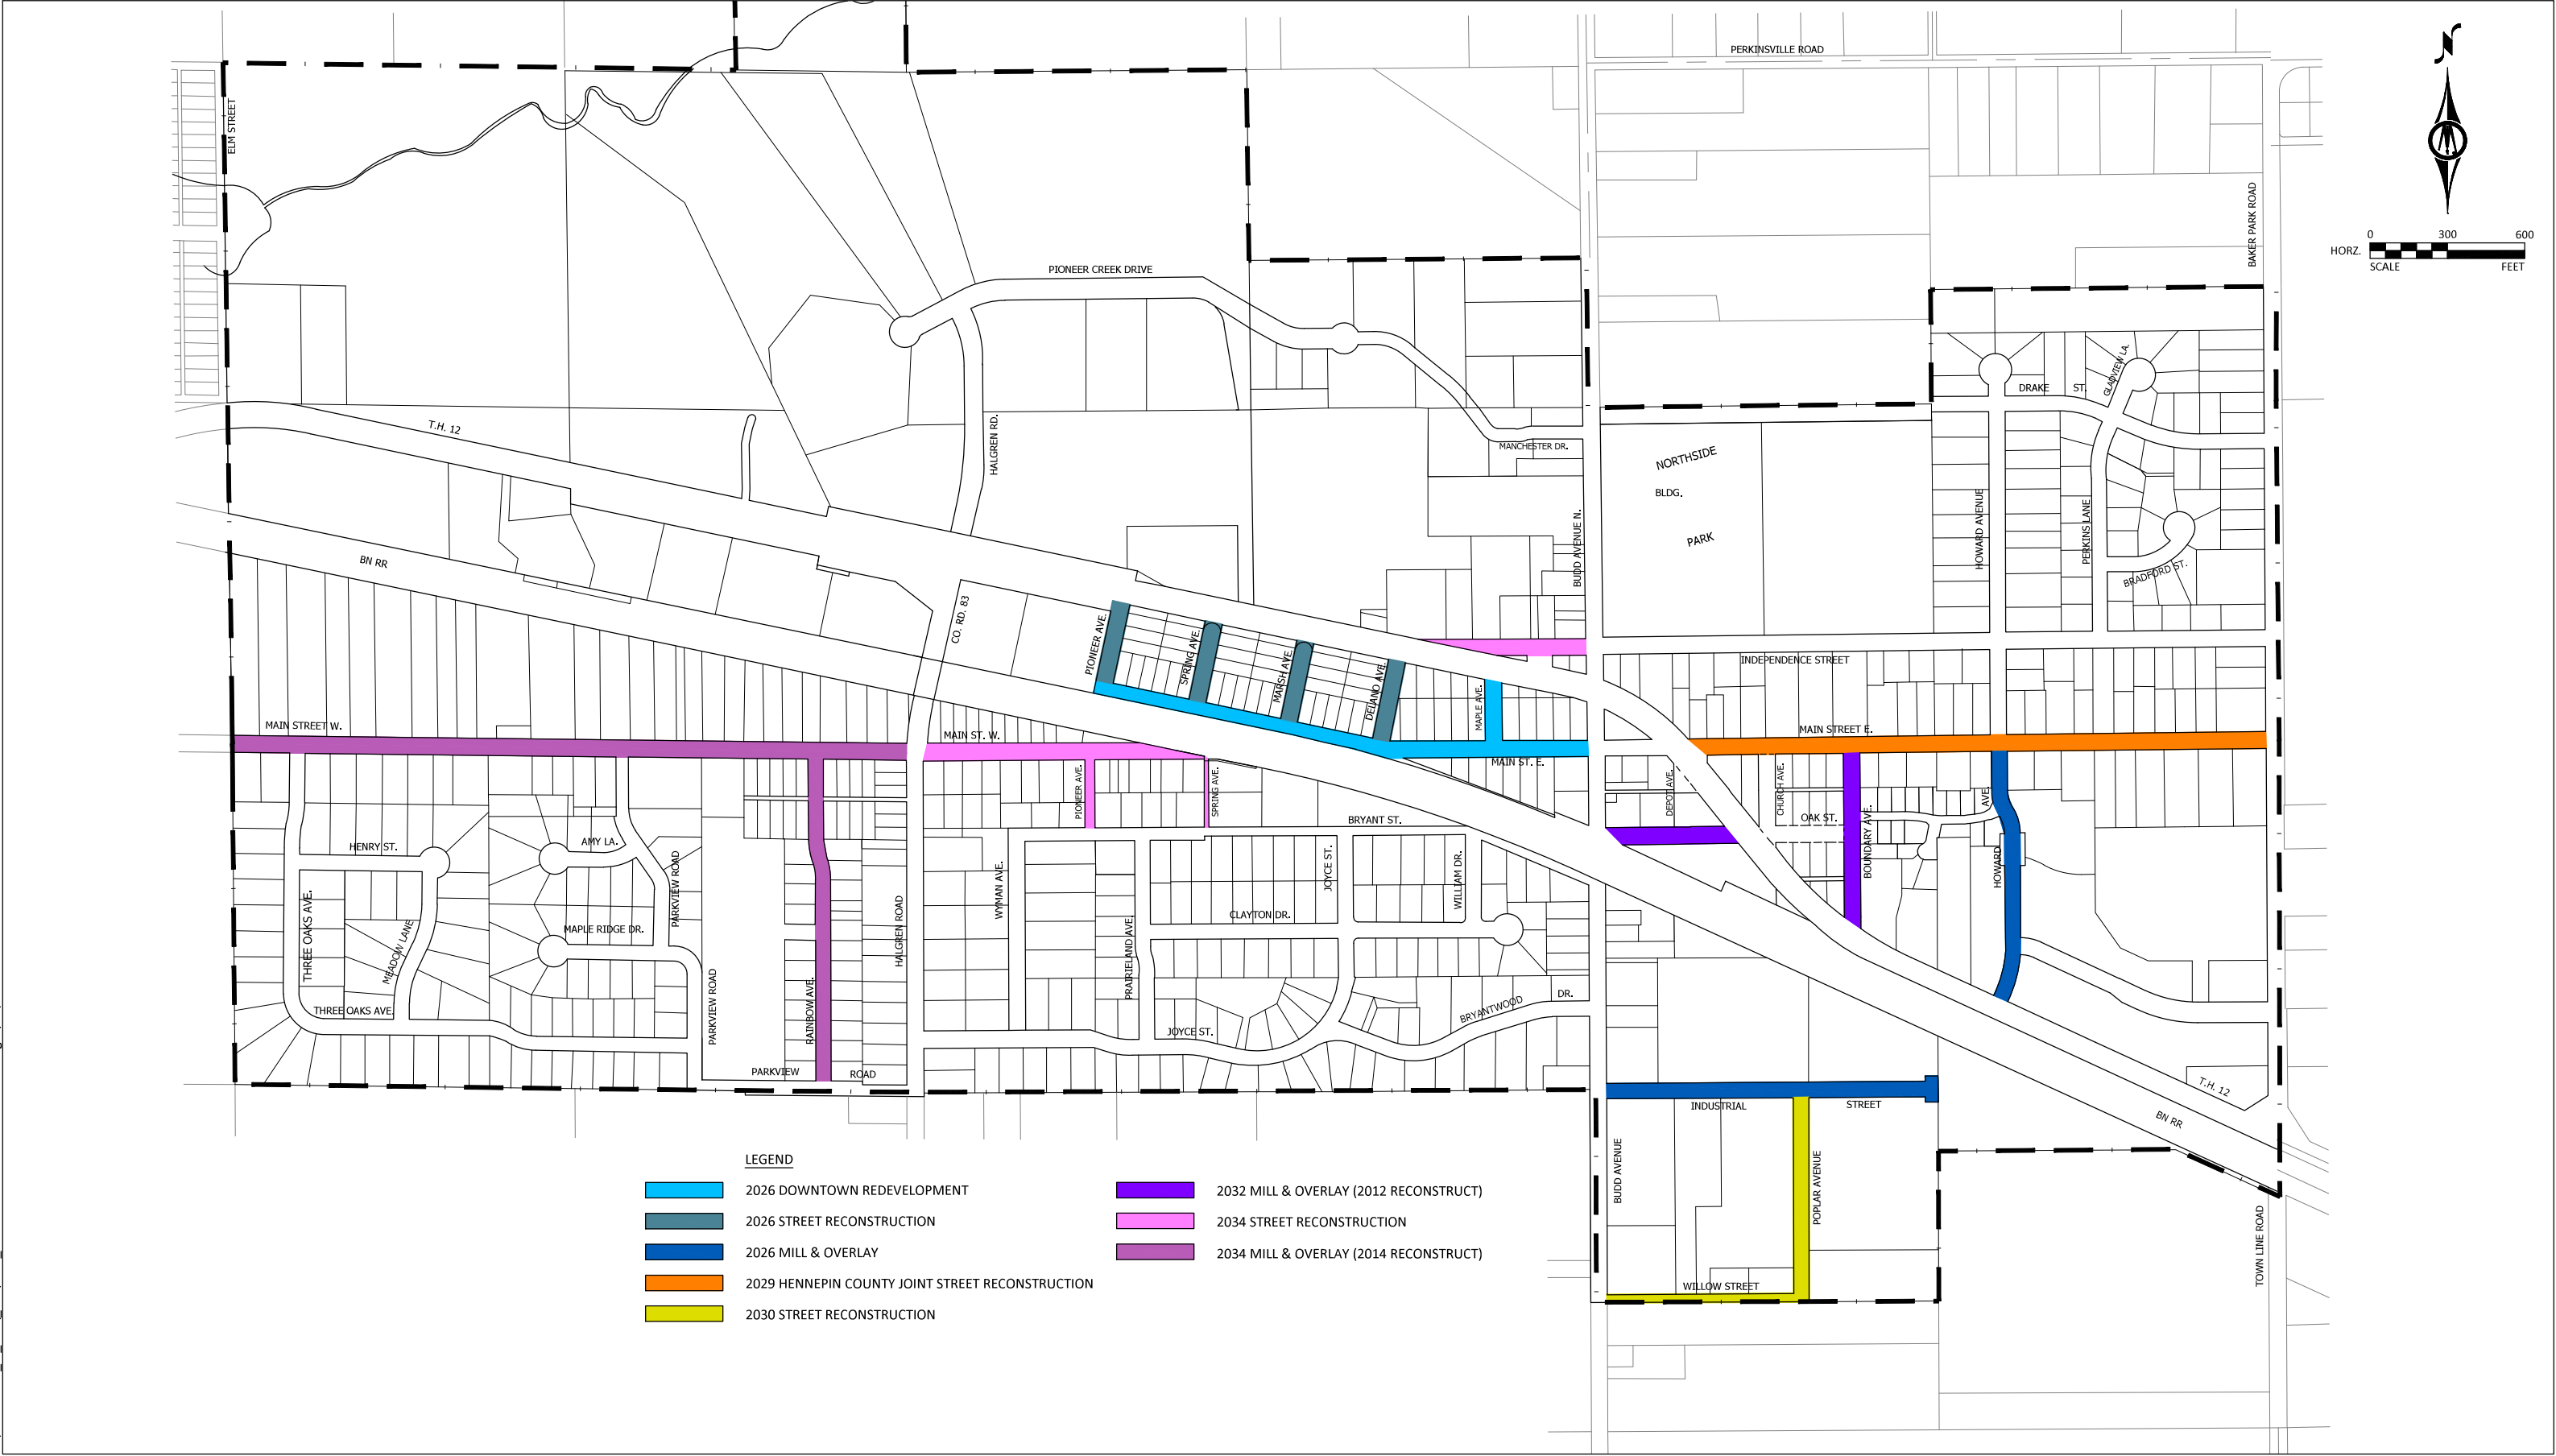 PERKINSVILLE ROAD
ELM STREET
BAKER PARK ROAD
0 300 600
HORZ.
SCALE FEET
PIONEER CREEK DRIVE
GLADVIEW LA.
DRAKE ST.
T.H. 12
HALGREN RD.
MANCHESTER DR.
NORTHSIDE
BLDG.
PARK
BUDD AVENUE N.
HOWARD AVENUE
PERKINS LANE
BRADFORD ST.
BN RR
CO. RD. 83
PIONEER AVE.
SPRING AVE.
MARSH AVE.
DELANO AVE.
MAPLE AVE.
INDEPENDENCE STREET
MAIN STREET W.
MAIN ST. W.
MAIN STREET E.
MAIN ST. E.
PIONEER AVE.
SPRING AVE.
DEPOT AVE.
CHURCH AVE.
OAK ST.
BOUNDARY AVE.
HOWARD AVE.
BRYANT ST.
HENRY ST.
AMY LA.
PARKVIEW ROAD
WYMAN AVE.
JOYCE ST.
WILLIAM DR.
THREE OAKS AVE.
MEADOW LANE
MAPLE RIDGE DR.
HALGREN ROAD
PRAIRIELAND AVE.
CLAYTON DR.
THREE OAKS AVE.
PARKVIEW ROAD
RAINBOW AVE.
JOYCE ST.
BRYANTWOOD DR.
PARKVIEW ROAD
T.H. 12
BN RR
INDUSTRIAL STREET
BUDD AVENUE
POPLAR AVENUE
WILLOW STREET
TOWN LINE ROAD
LEGEND
2026 DOWNTOWN REDEVELOPMENT
2026 STREET RECONSTRUCTION
2026 MILL & OVERLAY
2029 HENNEPIN COUNTY JOINT STREET RECONSTRUCTION
2030 STREET RECONSTRUCTION
2032 MILL & OVERLAY (2012 RECONSTRUCT)
2034 STREET RECONSTRUCTION
2034 MILL & OVERLAY (2014 RECONSTRUCT)